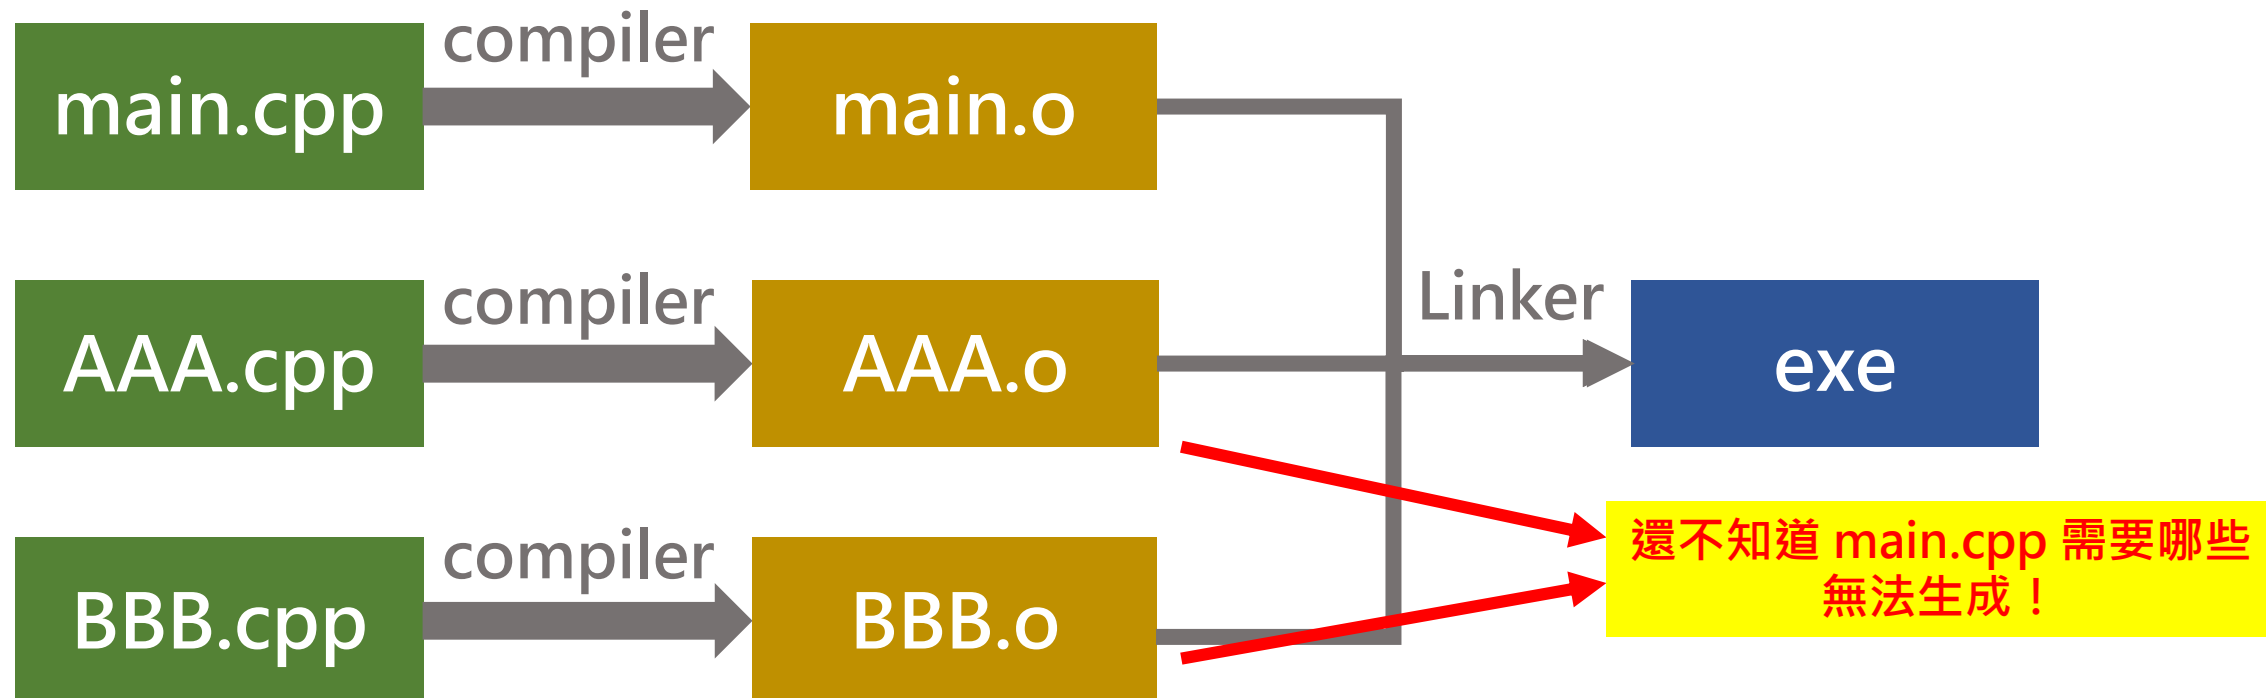 compiler
main.cpp
main.o
compiler
AAA.cpp
AAA.o
Linker
exe
compiler
BBB.cpp
BBB.o
還不知道 main.cpp 需要哪些
無法生成！